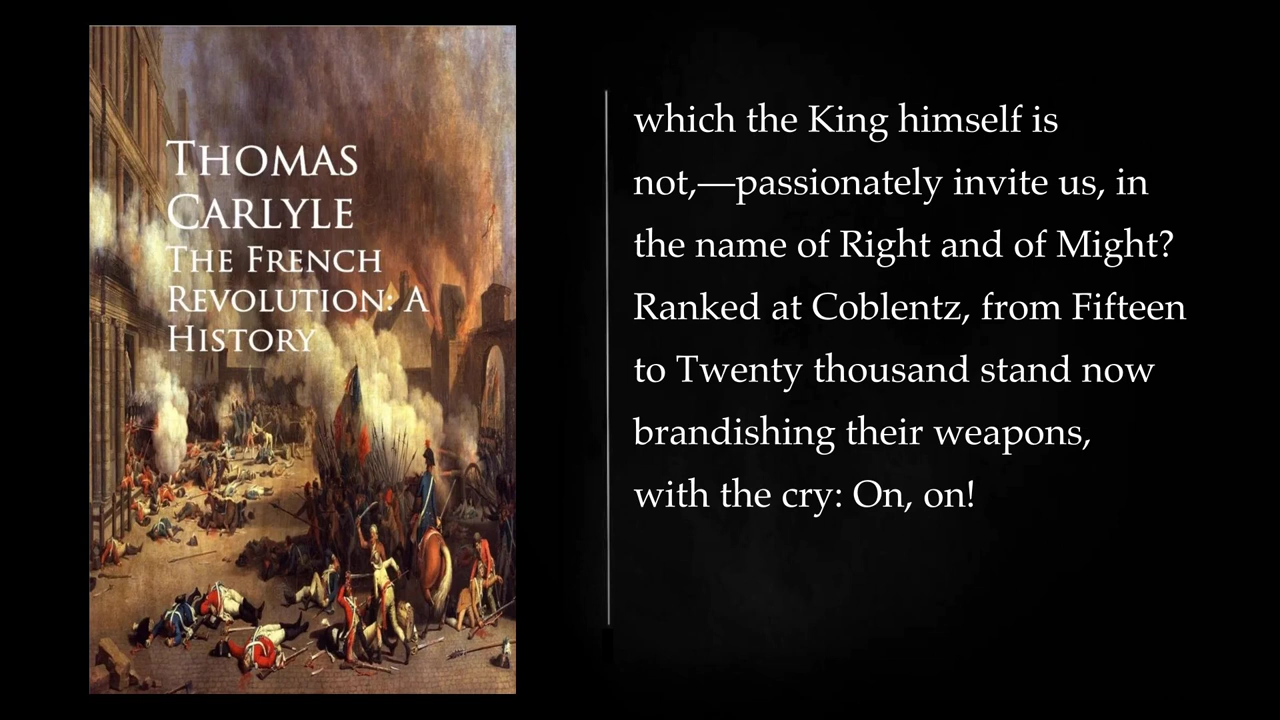 THOMAS
CARLYLE
THE FRENCH
REVOLUTION: A
HISTORY
which the King himself is
not,—passionately invite us, in
the name of Right and of Might?
Ranked at Coblentz, from Fifteen
to Twenty thousand stand now
brandishing their weapons,
with the cry: On, on!